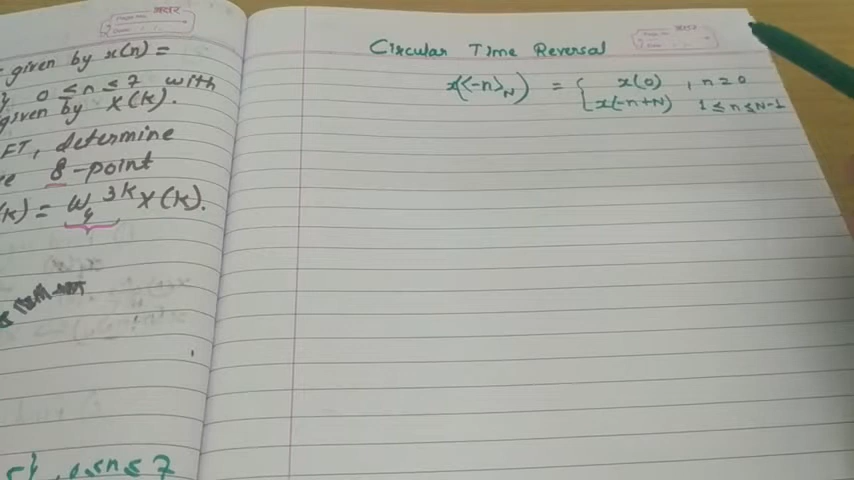 given by x(n) =
0 ≤ n ≤ 7 with
given by X(k).
FT, determine
8-point
(k) = W₄^3k X(k).
0 ≤ n ≤ 7
Circular Time Reversal
x(<-n>_N) = { x(0) , n = 0
x(-n+N) 1 ≤ n ≤ N-1